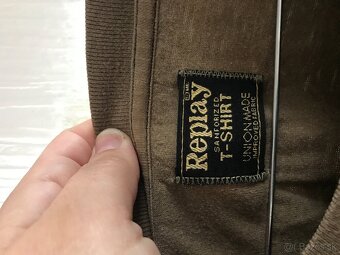 Replay
SANFORIZED
T-SHIRT
UNION MADE
IMPROVED FABRIC